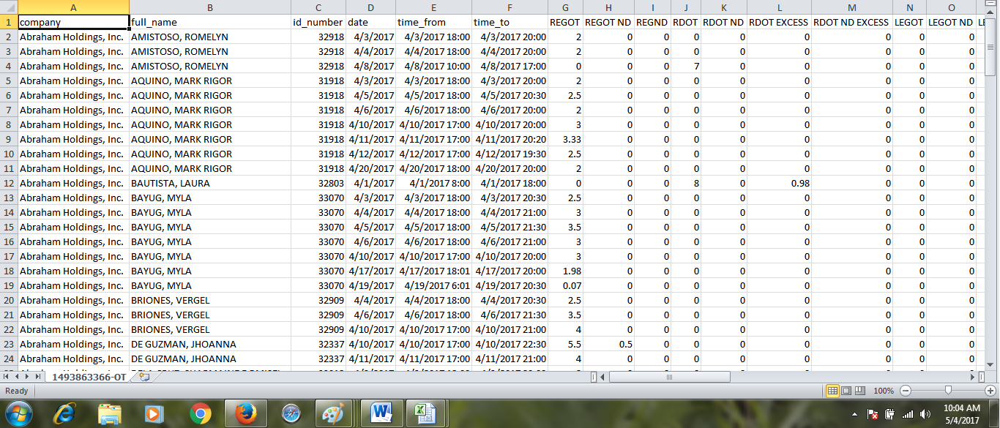 A B C D E F G H I J K L M N O
1 company full_name id_number date time_from time_to REGOT REGOT ND REGND RDOT RDOT ND RDOT EXCESS RDOT ND EXCESS LEGOT LEGOT ND
2 Abraham Holdings, Inc. AMISTOSO, ROMELYN 32918 4/3/2017 4/3/2017 18:00 4/3/2017 20:00 2 0 0 0 0 0 0 0 0
3 Abraham Holdings, Inc. AMISTOSO, ROMELYN 32918 4/4/2017 4/4/2017 18:00 4/4/2017 20:00 2 0 0 0 0 0 0 0 0
4 Abraham Holdings, Inc. AMISTOSO, ROMELYN 32918 4/8/2017 4/8/2017 10:00 4/8/2017 17:00 0 0 0 7 0 0 0 0 0
5 Abraham Holdings, Inc. AQUINO, MARK RIGOR 31918 4/3/2017 4/3/2017 18:00 4/3/2017 20:00 2 0 0 0 0 0 0 0 0
6 Abraham Holdings, Inc. AQUINO, MARK RIGOR 31918 4/5/2017 4/5/2017 18:00 4/5/2017 20:30 2.5 0 0 0 0 0 0 0 0
7 Abraham Holdings, Inc. AQUINO, MARK RIGOR 31918 4/6/2017 4/6/2017 18:00 4/6/2017 20:00 2 0 0 0 0 0 0 0 0
8 Abraham Holdings, Inc. AQUINO, MARK RIGOR 31918 4/10/2017 4/10/2017 17:00 4/10/2017 20:00 3 0 0 0 0 0 0 0 0
9 Abraham Holdings, Inc. AQUINO, MARK RIGOR 31918 4/11/2017 4/11/2017 17:00 4/11/2017 20:20 3.33 0 0 0 0 0 0 0 0
10 Abraham Holdings, Inc. AQUINO, MARK RIGOR 31918 4/12/2017 4/12/2017 17:00 4/12/2017 19:30 2.5 0 0 0 0 0 0 0 0
11 Abraham Holdings, Inc. AQUINO, MARK RIGOR 31918 4/20/2017 4/20/2017 18:00 4/20/2017 20:00 2 0 0 0 0 0 0 0 0
12 Abraham Holdings, Inc. BAUTISTA, LAURA 32803 4/1/2017 4/1/2017 8:00 4/1/2017 18:00 0 0 0 8 0 0.98 0 0 0
13 Abraham Holdings, Inc. BAYUG, MYLA 33070 4/3/2017 4/3/2017 18:00 4/3/2017 20:30 2.5 0 0 0 0 0 0 0 0
14 Abraham Holdings, Inc. BAYUG, MYLA 33070 4/4/2017 4/4/2017 18:00 4/4/2017 21:00 3 0 0 0 0 0 0 0 0
15 Abraham Holdings, Inc. BAYUG, MYLA 33070 4/5/2017 4/5/2017 18:00 4/5/2017 21:30 3.5 0 0 0 0 0 0 0 0
16 Abraham Holdings, Inc. BAYUG, MYLA 33070 4/6/2017 4/6/2017 18:00 4/6/2017 21:00 3 0 0 0 0 0 0 0 0
17 Abraham Holdings, Inc. BAYUG, MYLA 33070 4/10/2017 4/10/2017 17:00 4/10/2017 20:00 3 0 0 0 0 0 0 0 0
18 Abraham Holdings, Inc. BAYUG, MYLA 33070 4/17/2017 4/17/2017 18:01 4/17/2017 20:00 1.98 0 0 0 0 0 0 0 0
19 Abraham Holdings, Inc. BAYUG, MYLA 33070 4/19/2017 4/19/2017 6:01 4/19/2017 20:30 0.07 0 0 0 0 0 0 0 0
20 Abraham Holdings, Inc. BRIONES, VERGEL 32909 4/4/2017 4/4/2017 18:00 4/4/2017 20:30 2.5 0 0 0 0 0 0 0 0
21 Abraham Holdings, Inc. BRIONES, VERGEL 32909 4/6/2017 4/6/2017 18:00 4/6/2017 21:30 3.5 0 0 0 0 0 0 0 0
22 Abraham Holdings, Inc. BRIONES, VERGEL 32909 4/10/2017 4/10/2017 17:00 4/10/2017 21:00 4 0 0 0 0 0 0 0 0
23 Abraham Holdings, Inc. DE GUZMAN, JHOANNA 32337 4/10/2017 4/10/2017 17:00 4/10/2017 22:30 5.5 0.5 0 0 0 0 0 0 0
24 Abraham Holdings, Inc. DE GUZMAN, JHOANNA 32337 4/11/2017 4/11/2017 17:00 4/11/2017 21:00 4 0 0 0 0 0 0 0 0
1493863366-OT
Ready 100%
10:04 AM
5/4/2017